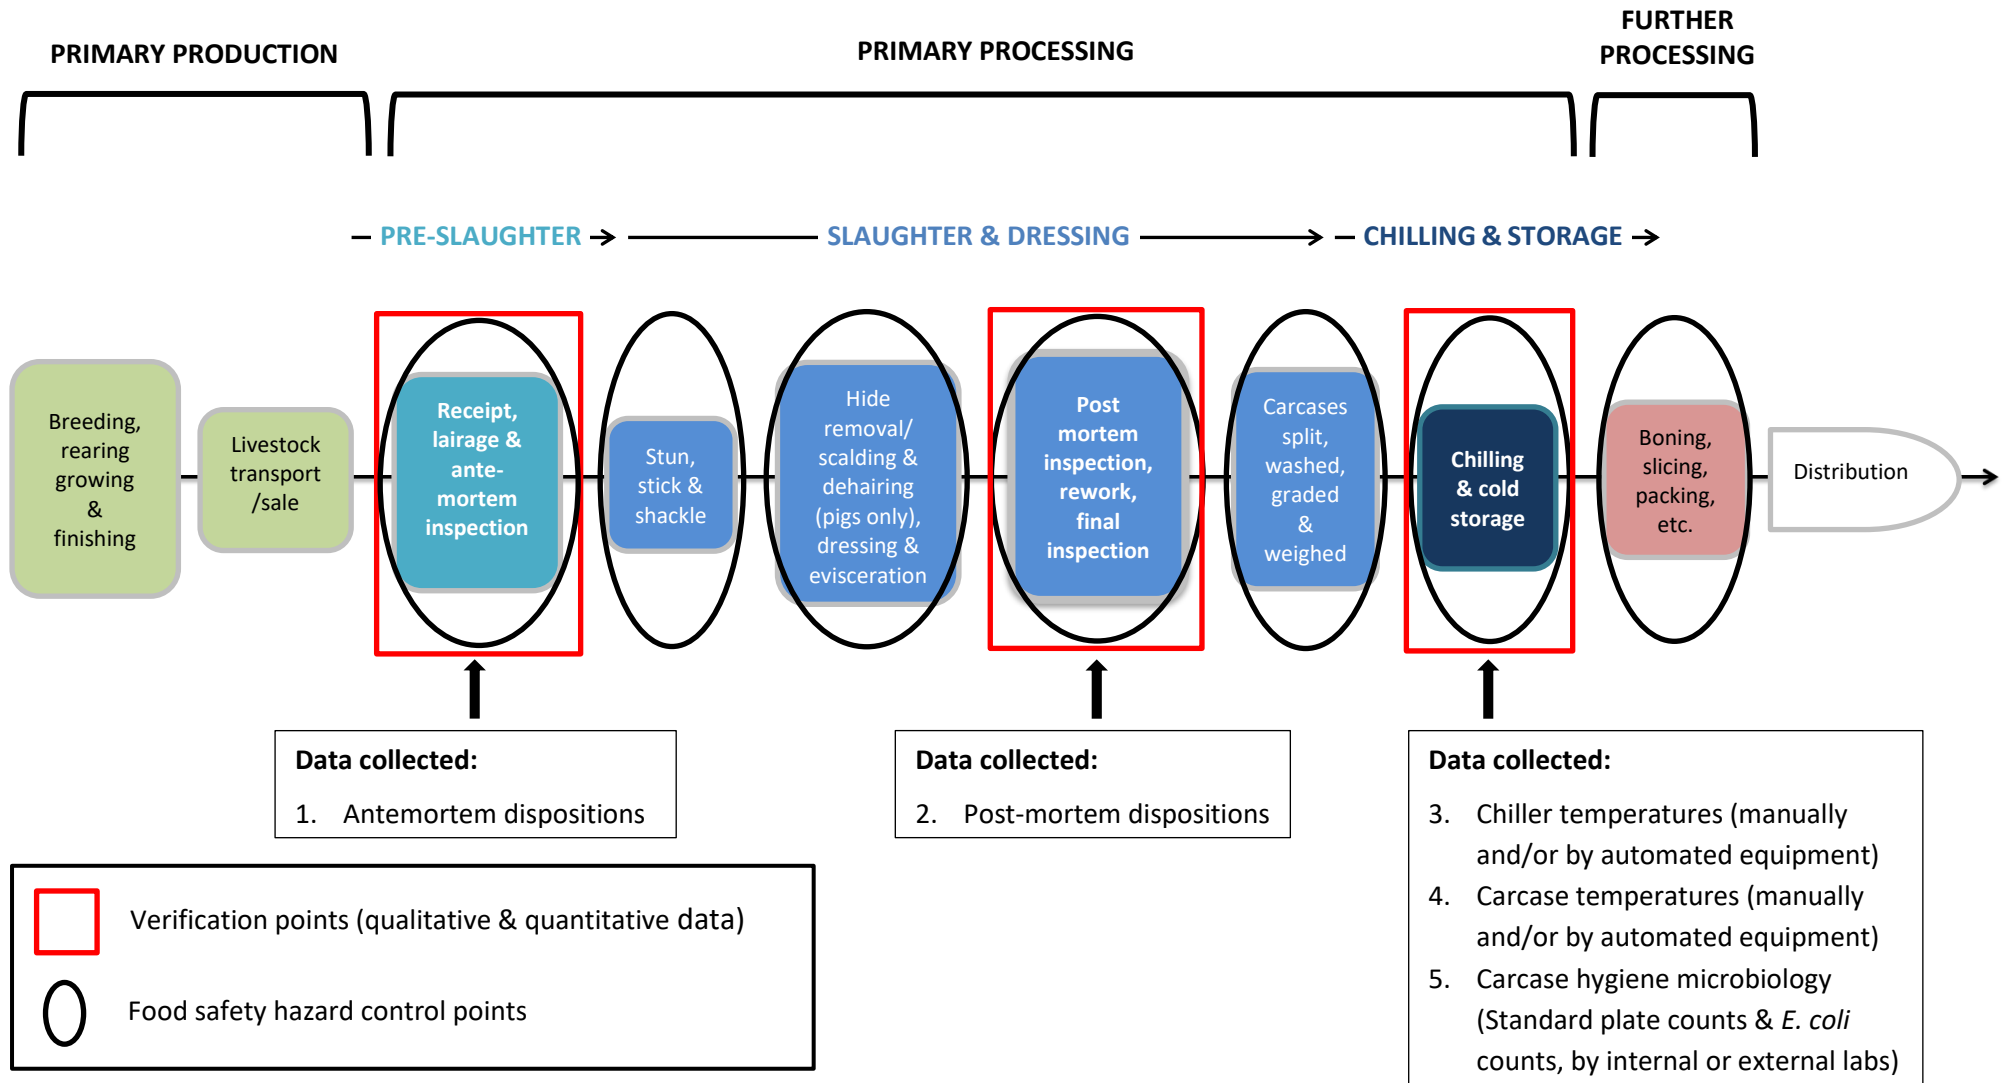 PRIMARY PRODUCTION
PRIMARY PROCESSING
FURTHER
PROCESSING
PRE-SLAUGHTER
SLAUGHTER & DRESSING
CHILLING & STORAGE
Breeding,
rearing
growing
&
finishing
Livestock
transport
/sale
Receipt,
lairage &
ante-
mortem
inspection
Stun,
stick &
shackle
Hide
removal/
scalding &
dehairing
(pigs only),
dressing &
evisceration
Post
mortem
inspection,
rework,
final
inspection
Carcases
split,
washed,
graded
&
weighed
Chilling
& cold
storage
Boning,
slicing,
packing,
etc.
Distribution
Data collected:
1. Antemortem dispositions
Data collected:
2. Post-mortem dispositions
Data collected:
3. Chiller temperatures (manually
and/or by automated equipment)
4. Carcase temperatures (manually
and/or by automated equipment)
5. Carcase hygiene microbiology
(Standard plate counts & E. coli
counts, by internal or external labs)
Verification points (qualitative & quantitative data)
Food safety hazard control points